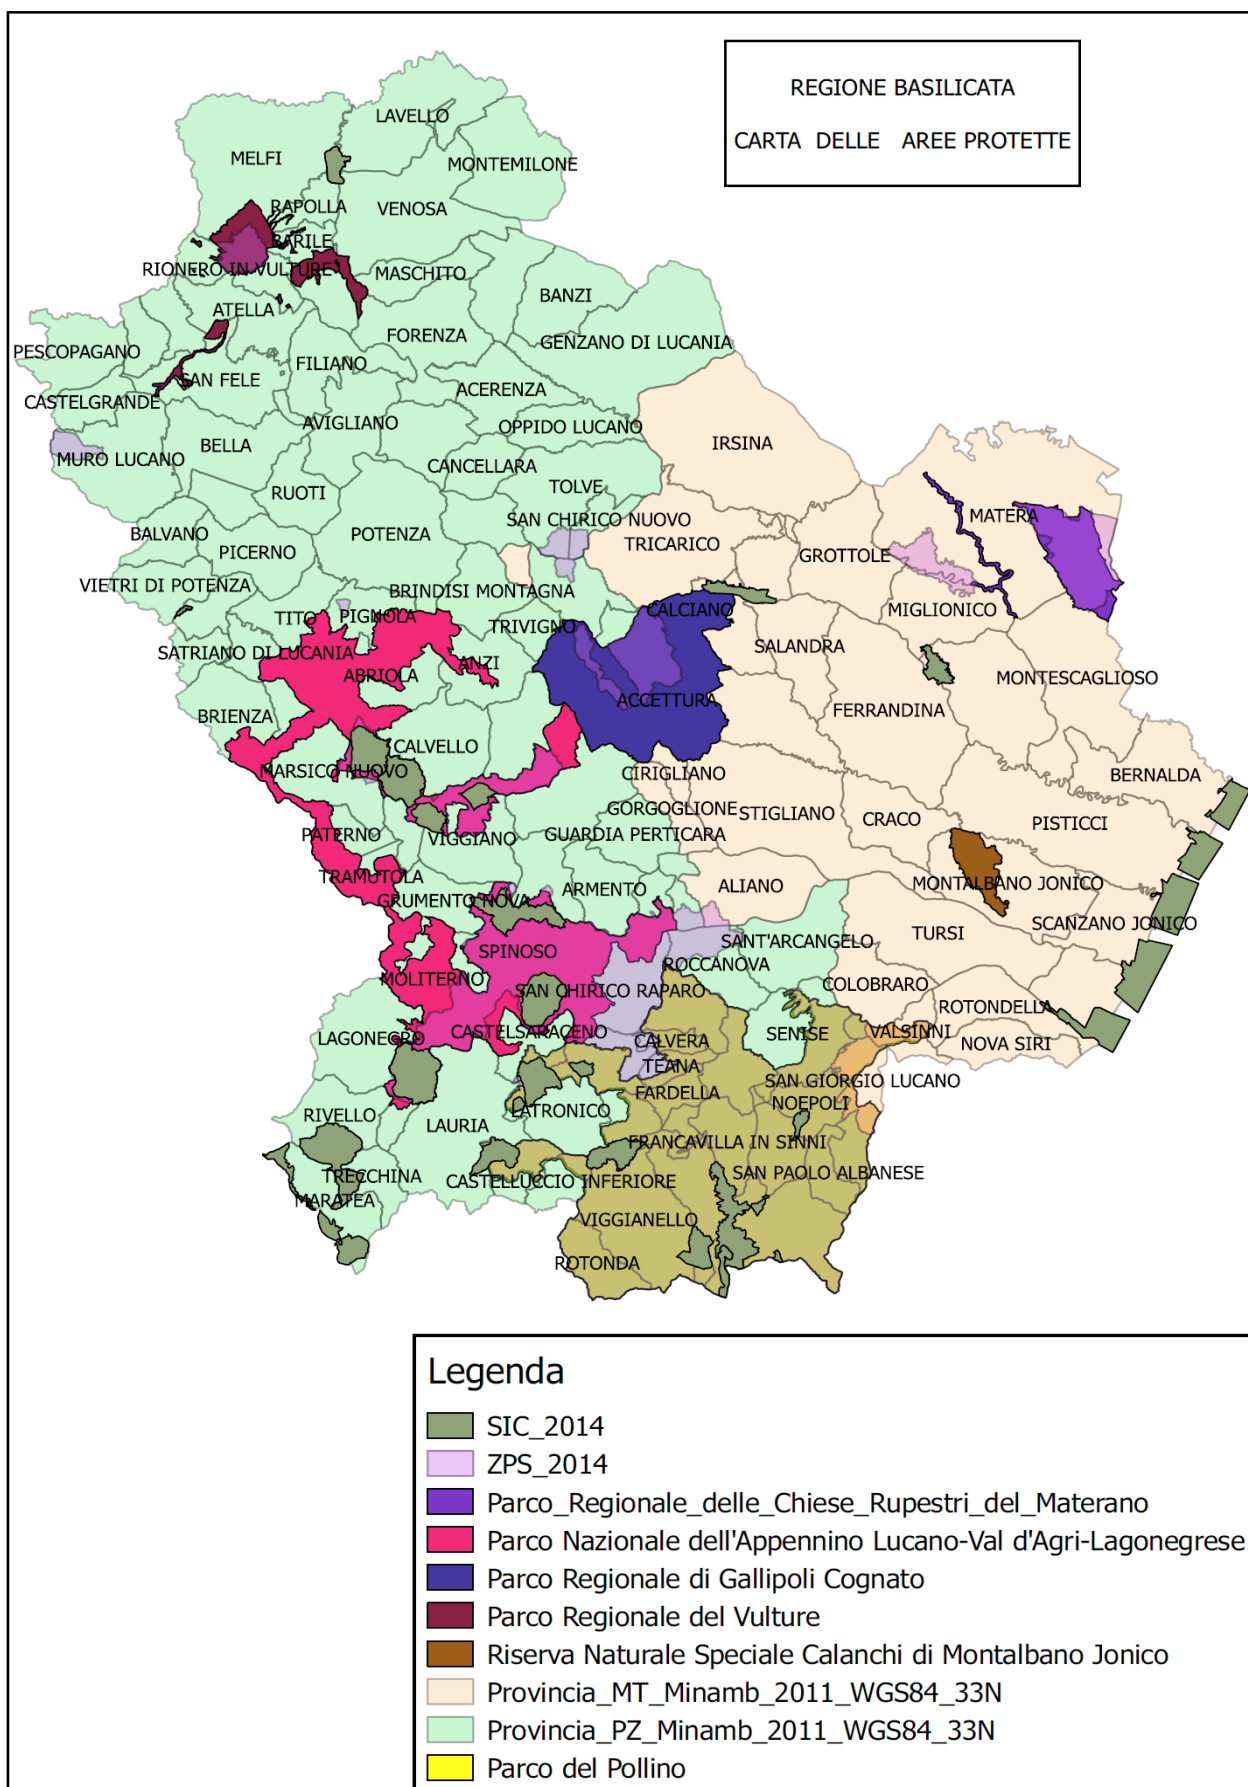 REGIONE BASILICATA
CARTA DELLE AREE PROTETTE
LAVELLO
MELFI
MONTEMILONE
RAPOLLA
VENOSA
BARILE
RIONERO IN VULTURE
MASCHITO
BANZI
ATELLA
FORENZA
GENZANO DI LUCANIA
PESCOPAGANO
FILIANO
SAN FELE
ACERENZA
CASTELGRANDE
AVIGLIANO
OPPIDO LUCANO
IRSINA
BELLA
MURO LUCANO
CANCELLARA
TOLVE
RUOTI
SAN CHIRICO NUOVO
MATERA
BALVANO
POTENZA
TRICARICO
PICERNO
GROTTOLE
VIETRI DI POTENZA
BRINDISI MONTAGNA
CALCIANO
MIGLIONICO
TITO
PIGNOLA
TRIVIGNO
SALANDRA
SATRIANO DI LUCANIA
ANZI
ABRIOLA
MONTESCAGLIOSO
ACCETTURA
BRIENZA
FERRANDINA
CALVELLO
MARSICO NUOVO
CIRIGLIANO
BERNALDA
GORGOGLIONE
STIGLIANO
CRACO
PISTICCI
PATERNO
VIGGIANO
GUARDIA PERTICARA
TRAMUTOLA
ARMENTO
ALIANO
MONTALBANO JONICO
GRUMENTO NOVA
SCANZANO JONICO
TURSI
SPINOSO
SANT'ARCANGELO
ROCCANOVA
MOLITERNO
SAN CHIRICO RAPARO
COLOBRARO
ROTONDELLA
LAGONEGRO
CASTELSARACENO
SENISE
VALSINNI
CALVERA
NOVA SIRI
TEANA
SAN GIORGIO LUCANO
FARDELLA
NOEPOLI
RIVELLO
LATRONICO
LAURIA
FRANCAVILLA IN SINNI
TRECCHINA
SAN PAOLO ALBANESE
CASTELLUCCIO INFERIORE
MARATEA
VIGGIANELLO
ROTONDA
Legenda
SIC_2014
ZPS_2014
Parco_Regionale_delle_Chiese_Rupestri_del_Materano
Parco Nazionale dell'Appennino Lucano-Val d'Agri-Lagonegrese
Parco Regionale di Gallipoli Cognato
Parco Regionale del Vulture
Riserva Naturale Speciale Calanchi di Montalbano Jonico
Provincia_MT_Minamb_2011_WGS84_33N
Provincia_PZ_Minamb_2011_WGS84_33N
Parco del Pollino